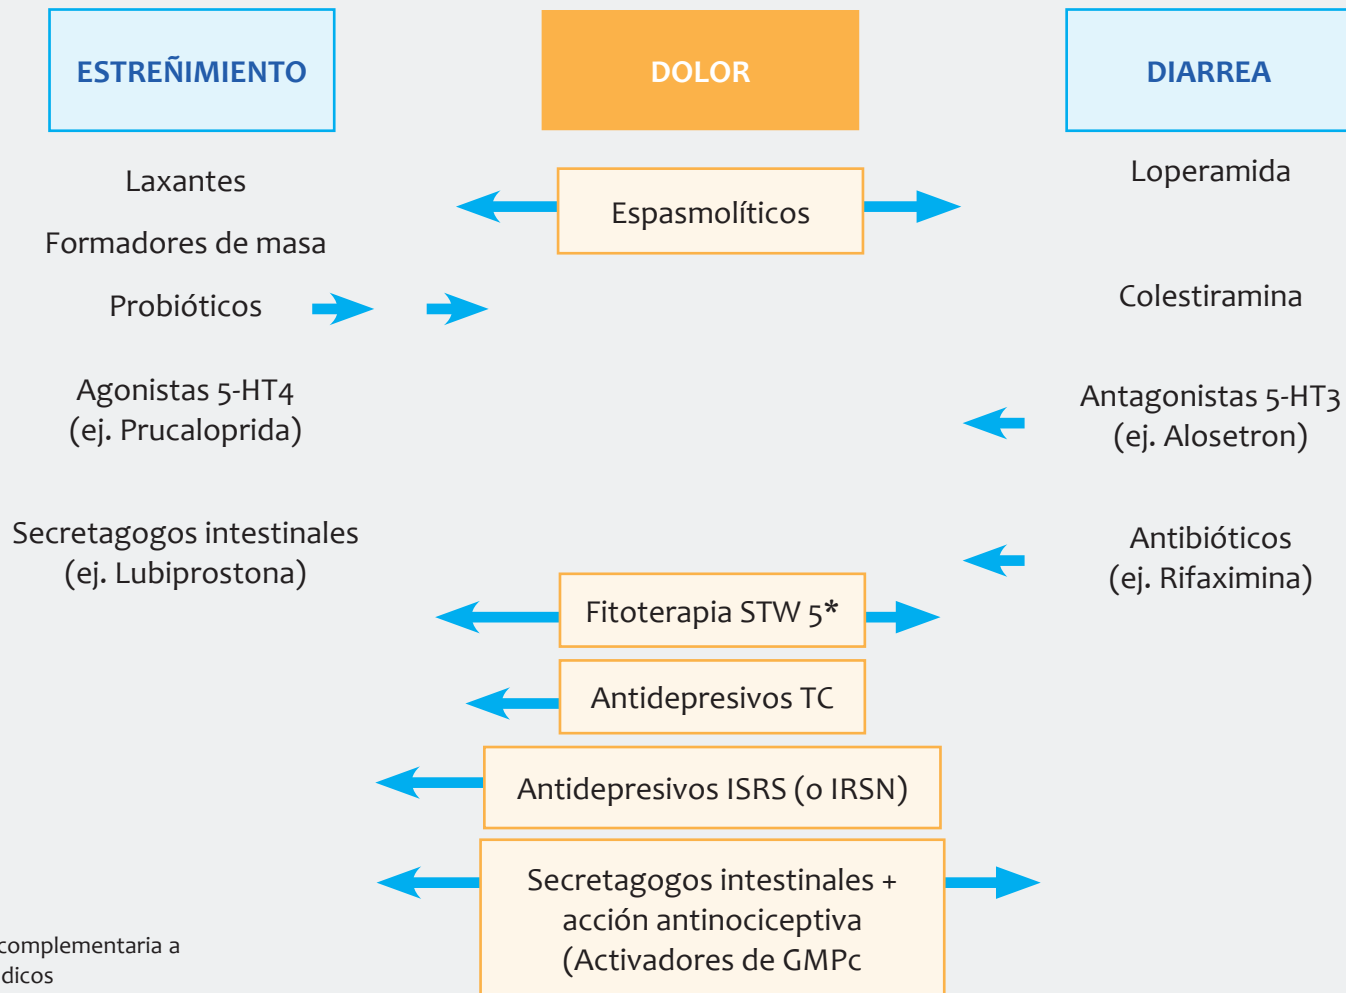 ESTREÑIMIENTO
DOLOR
DIARREA
Laxantes
Formadores de masa
Probióticos
Agonistas 5-HT4
(ej. Prucaloprida)
Secretagogos intestinales
(ej. Lubiprostona)
Espasmolíticos
Fitoterapia STW 5*
Antidepresivos TC
Antidepresivos ISRS (o IRSN)
Secretagogos intestinales +
acción antinociceptiva
(Activadores de GMPc
Loperamida
Colestiramina
Antagonistas 5-HT3
(ej. Alosetron)
Antibióticos
(ej. Rifaximina)
complementaria a
dicos